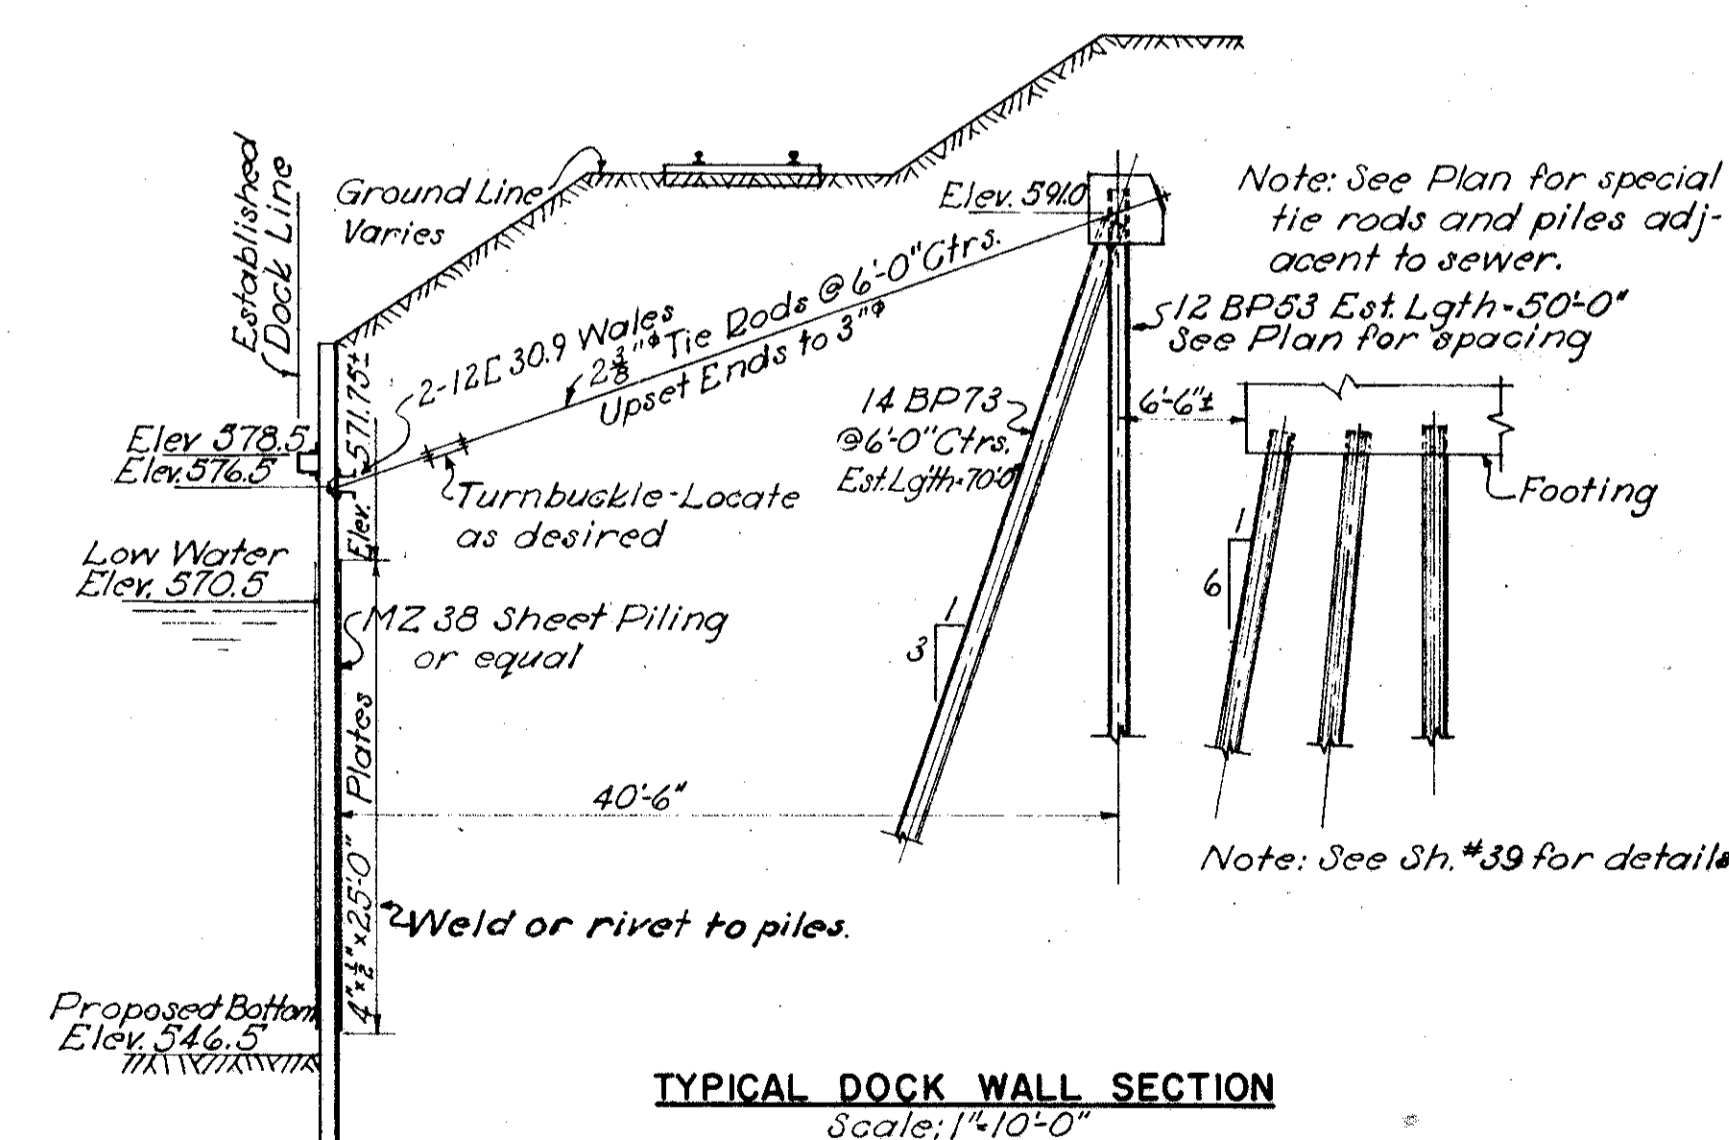 Established
Dock Line
Ground Line
Varies
Elev. 591.0
Note: See Plan for special
tie rods and piles adj-
acent to sewer.
2-12[ 30.9 Wales
2 3/8"ϕ Tie Rods @ 6'-0" Ctrs.
Upset Ends to 3"ϕ
12 BP53 Est. Lgth-50'-0"
See Plan for spacing
14 BP73
@6'-0" Ctrs.
Est. Lgth-70'-0
6'-6"±
Elev 578.5
Elev. 576.5
Elev. 571.75±
Turnbuckle-Locate
as desired
Footing
Low Water
Elev. 570.5
MZ 38 Sheet Piling
or equal
1
3
1
6
40'-6"
4" x 1/2" x 25'-0" Plates
Weld or rivet to piles.
Note: See Sh. #39 for details
Proposed Bottom
Elev. 546.5
TYPICAL DOCK WALL SECTION
Scale: 1"=10'-0"